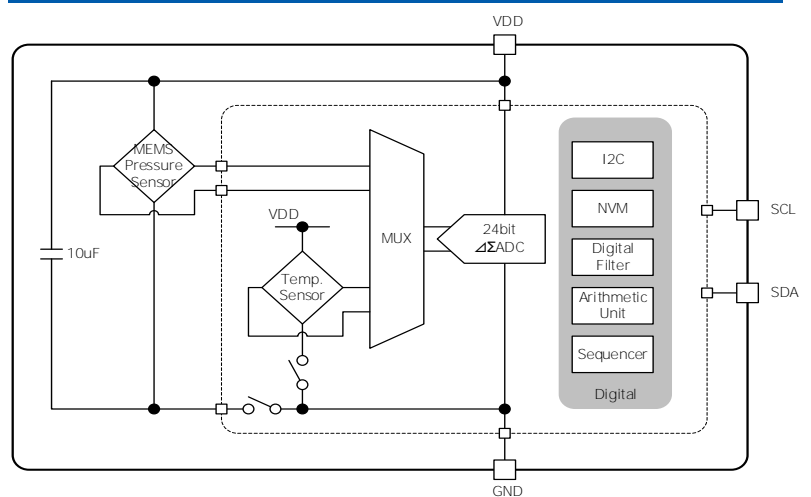 VDD
MEMS
Pressure
Sensor
I2C
NVM
SCL
VDD
MUX
24bit
⊿ΣADC
Digital
Filter
10uF
Temp.
Sensor
SDA
Arithmetic
Unit
Sequencer
Digital
GND